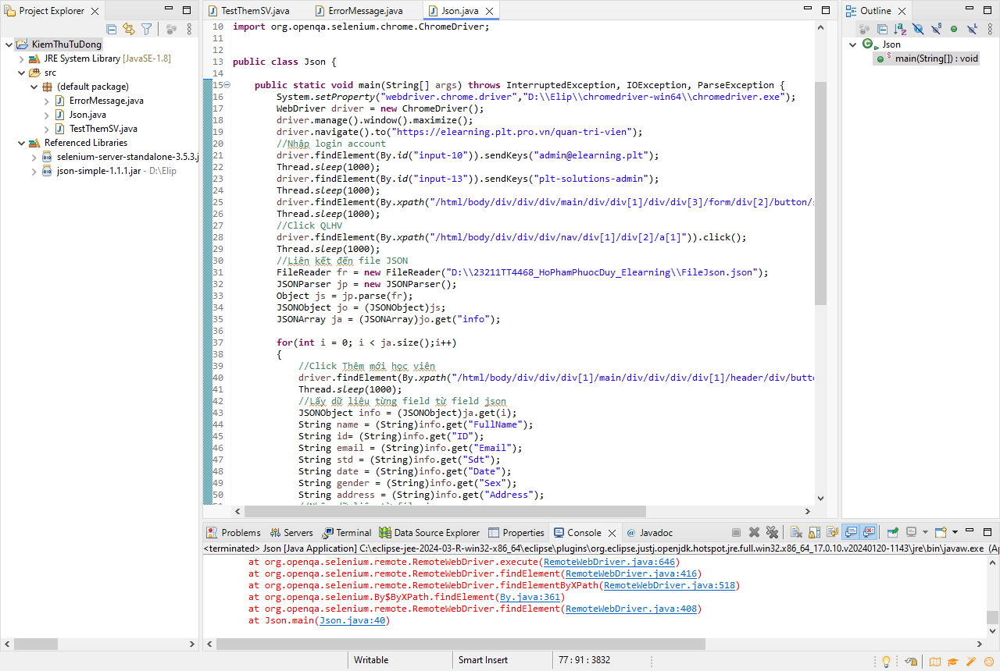 Project Explorer
KiemThuTuDong
JRE System Library [JavaSE-1.8]
src
(default package)
ErrorMessage.java
Json.java
TestThemSV.java
Referenced Libraries
selenium-server-standalone-3.5.3.j
json-simple-1.1.1.jar - D:\Elip
TestThemSV.java
ErrorMessage.java
Json.java
10 import org.openqa.selenium.chrome.ChromeDriver;
11
12
13 public class Json {
14
15 public static void main(String[] args) throws InterruptedException, IOException, ParseException {
16 System.setProperty("webdriver.chrome.driver","D:\\Elip\\chromedriver-win64\\chromedriver.exe");
17 WebDriver driver = new ChromeDriver();
18 driver.manage().window().maximize();
19 driver.navigate().to("https://elearning.plt.pro.vn/quan-tri-vien");
20 //Nhập login account
21 driver.findElement(By.id("input-10")).sendKeys("admin@elearning.plt");
22 Thread.sleep(1000);
23 driver.findElement(By.id("input-13")).sendKeys("plt-solutions-admin");
24 Thread.sleep(1000);
25 driver.findElement(By.xpath("/html/body/div/div/div/main/div/div[1]/div/div[3]/form/div[2]/button/s
26 Thread.sleep(1000);
27 //Click QLHV
28 driver.findElement(By.xpath("/html/body/div/div/div/nav/div[1]/div[2]/a[1]")).click();
29 Thread.sleep(1000);
30 //Liên kết đến file JSON
31 FileReader fr = new FileReader("D:\\23211TT4468_HoPhamPhuocDuy_Elearning\\FileJson.json");
32 JSONParser jp = new JSONParser();
33 Object js = jp.parse(fr);
34 JSONObject jo = (JSONObject)js;
35 JSONArray ja = (JSONArray)jo.get("info");
36
37 for(int i = 0; i < ja.size();i++)
38 {
39 //Click Thêm mới học viên
40 driver.findElement(By.xpath("/html/body/div/div/div[1]/main/div/div/div/div[1]/header/div/butto
41 Thread.sleep(1000);
42 //Lấy dữ liệu từng field từ field json
43 JSONObject info = (JSONObject)ja.get(i);
44 String name = (String)info.get("FullName");
45 String id= (String)info.get("ID");
46 String email = (String)info.get("Email");
47 String std = (String)info.get("Sdt");
48 String date = (String)info.get("Date");
49 String gender = (String)info.get("Sex");
50 String address = (String)info.get("Address");
Outline
Json
main(String[]) : void
Problems
Servers
Terminal
Data Source Explorer
Properties
Console
Javadoc
<terminated> Json [Java Application] C:\eclipse-jee-2024-03-R-win32-x86_64\eclipse\plugins\org.eclipse.justj.openjdk.hotspot.jre.full.win32.x86_64_17.0.10.v20240120-1143\jre\bin\javaw.exe (Ap
at org.openqa.selenium.remote.RemoteWebDriver.execute(RemoteWebDriver.java:646)
at org.openqa.selenium.remote.RemoteWebDriver.findElement(RemoteWebDriver.java:416)
at org.openqa.selenium.remote.RemoteWebDriver.findElementByXPath(RemoteWebDriver.java:518)
at org.openqa.selenium.By$ByXPath.findElement(By.java:361)
at org.openqa.selenium.remote.RemoteWebDriver.findElement(RemoteWebDriver.java:408)
at Json.main(Json.java:40)
Writable
Smart Insert
77 : 91 : 3832